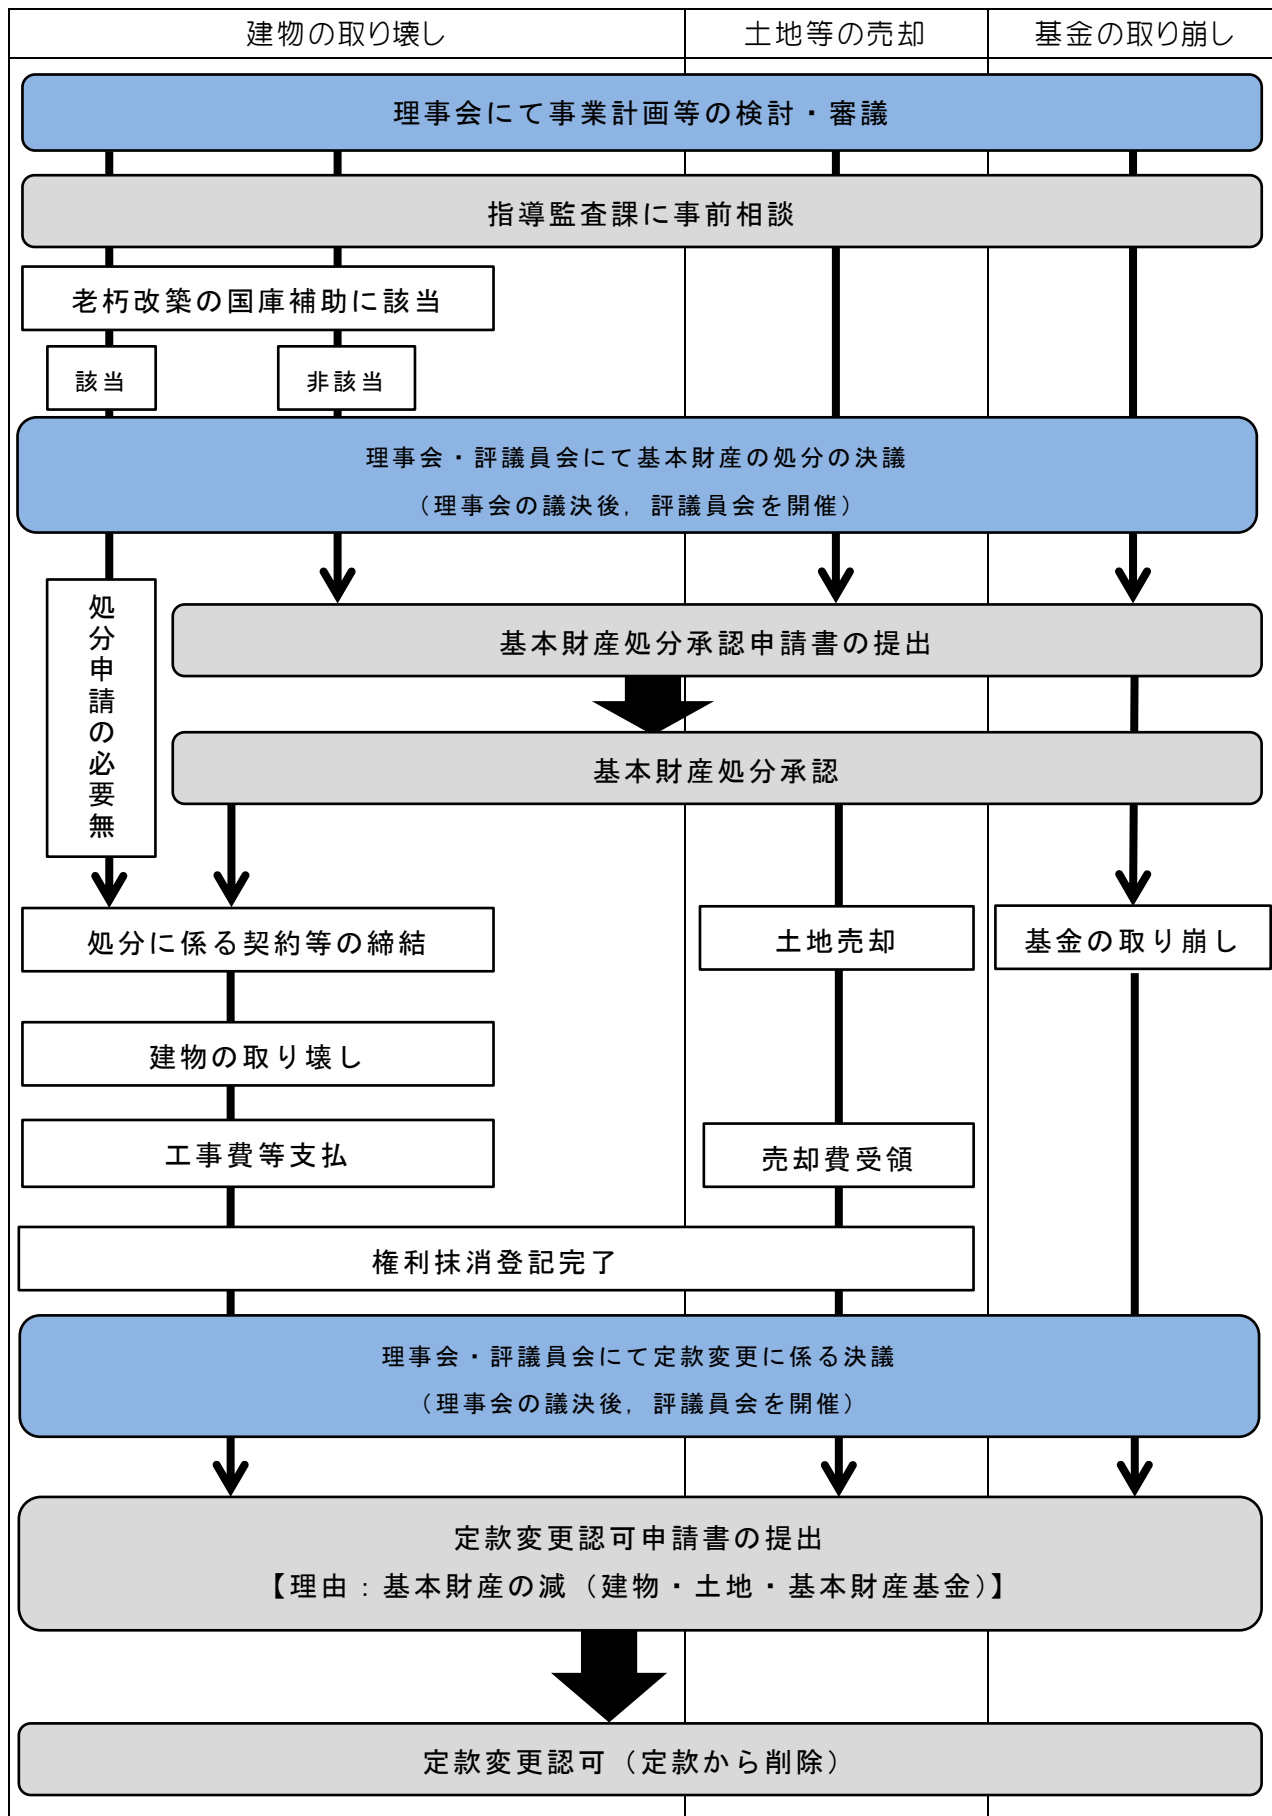 建物の取り壊し
土地等の売却
基金の取り崩し
理事会にて事業計画等の検討・審議
指導監査課に事前相談
老朽改築の国庫補助に該当
該当
非該当
理事会・評議員会にて基本財産の処分の決議
（理事会の議決後，評議員会を開催）
処分申請の必要無
基本財産処分承認申請書の提出
基本財産処分承認
処分に係る契約等の締結
土地売却
基金の取り崩し
建物の取り壊し
工事費等支払
売却費受領
権利抹消登記完了
理事会・評議員会にて定款変更に係る決議
（理事会の議決後，評議員会を開催）
定款変更認可申請書の提出
【理由：基本財産の減（建物・土地・基本財産基金）】
定款変更認可（定款から削除）